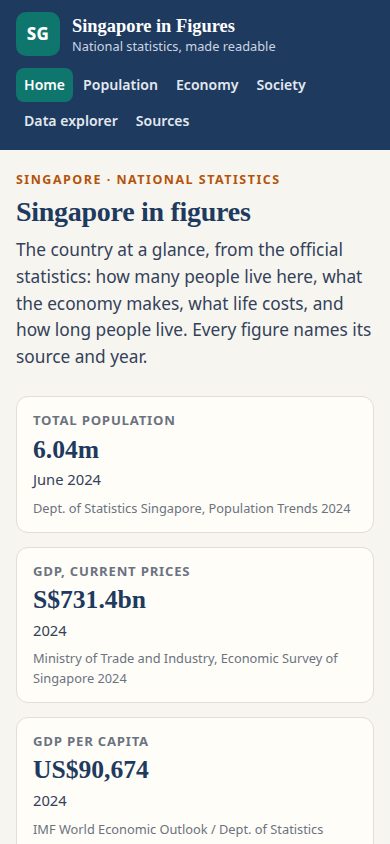 SG
Singapore in Figures
National statistics, made readable
Home Population Economy Society
Data explorer Sources
SINGAPORE · NATIONAL STATISTICS
Singapore in figures
The country at a glance, from the official
statistics: how many people live here, what
the economy makes, what life costs, and
how long people live. Every figure names its
source and year.
TOTAL POPULATION
6.04m
June 2024
Dept. of Statistics Singapore, Population Trends 2024
GDP, CURRENT PRICES
S$731.4bn
2024
Ministry of Trade and Industry, Economic Survey of
Singapore 2024
GDP PER CAPITA
US$90,674
2024
IMF World Economic Outlook / Dept. of Statistics